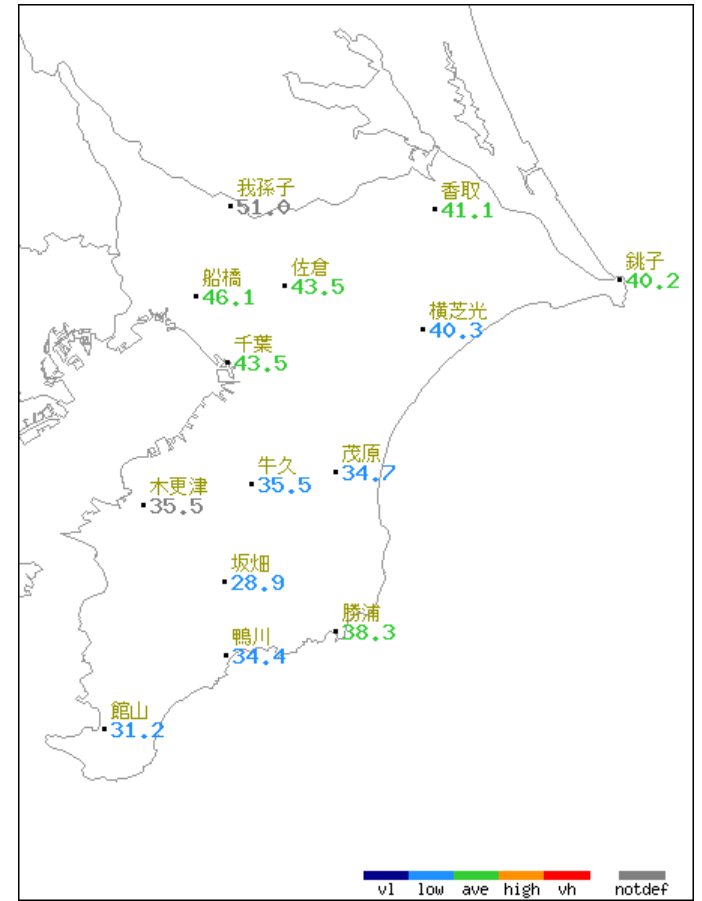 我孫子
51.0
香取
41.1
船橋
46.1
佐倉
43.5
銚子
40.2
横芝光
40.3
千葉
43.5
茂原
34.7
牛久
35.5
木更津
35.5
坂畑
28.9
勝浦
38.3
鴨川
34.4
館山
31.2
vl low ave high vh notdef